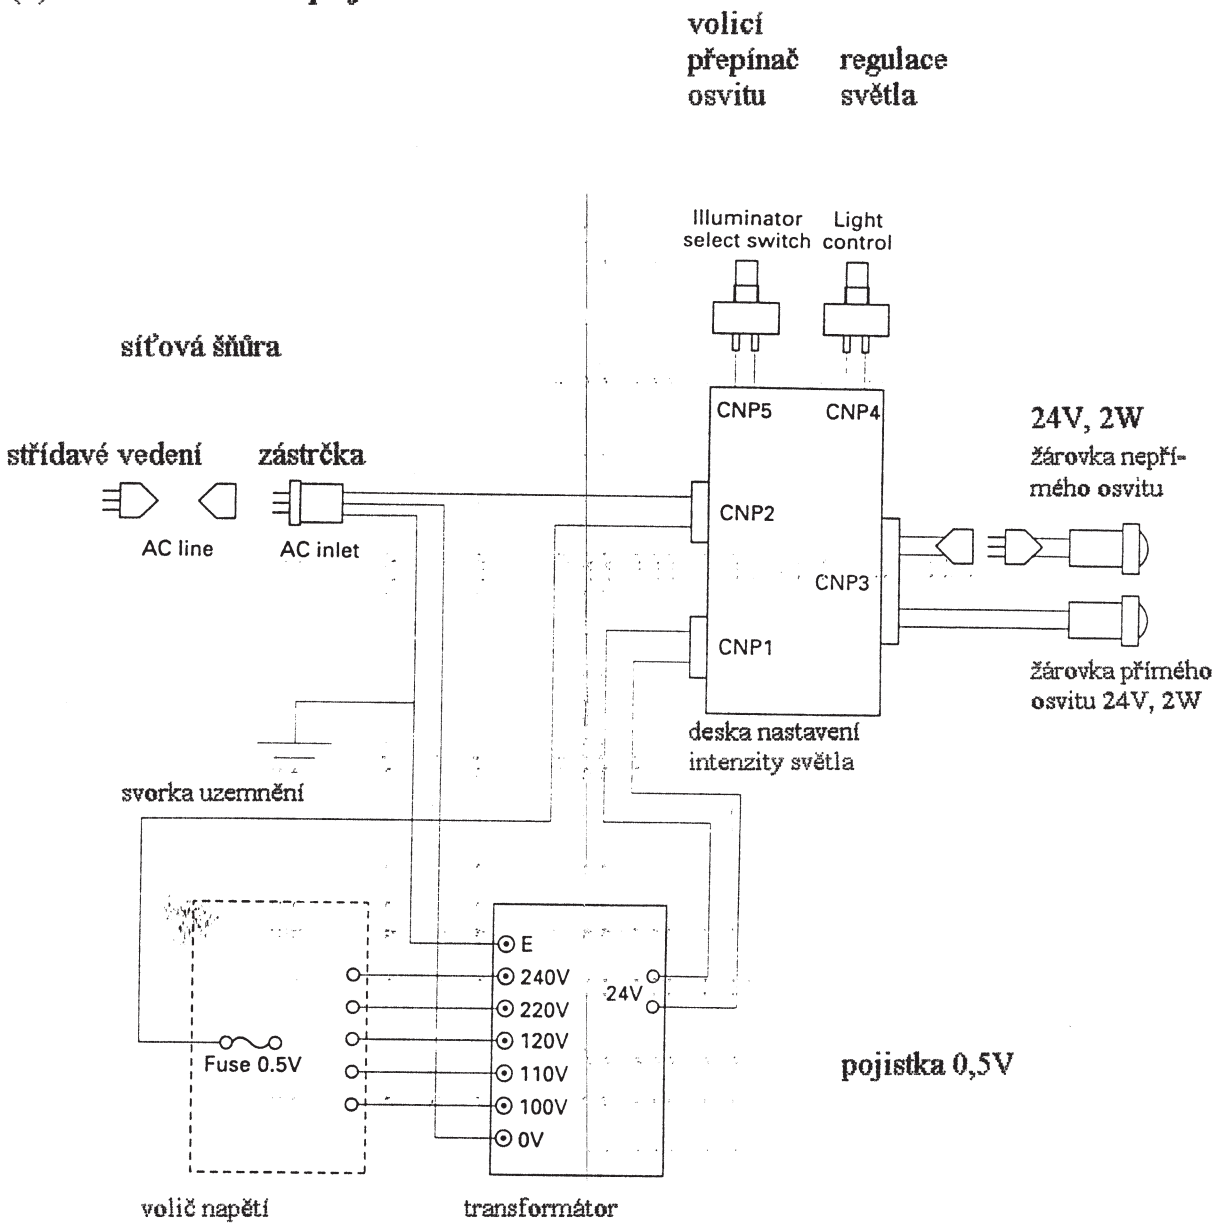 volicí
přepínač
osvitu
regulace
světla
Illuminator
select switch
Light
control
síťová šňůra
střídavé vedení
zástrčka
AC line
AC inlet
CNP5
CNP4
CNP2
CNP3
CNP1
24V, 2W
žárovka nepří-
mého osvitu
žárovka přímého
osvitu 24V, 2W
deska nastavení
intenzity světla
svorka uzemnění
E
240V
220V
120V
110V
100V
0V
24V
Fuse 0.5V
pojistka 0,5V
volič napětí
transformátor